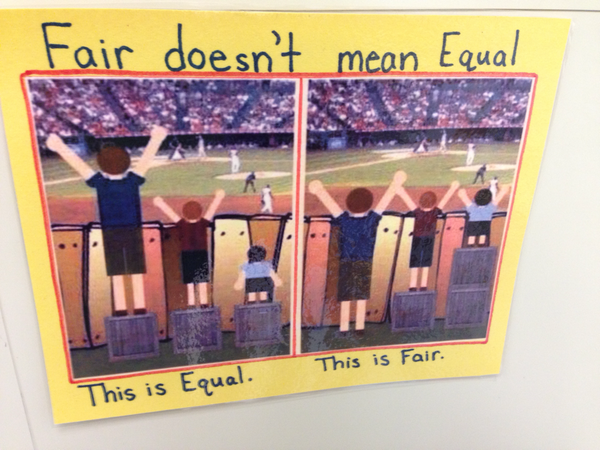 Fair doesn't mean Equal
This is Equal.
This is Fair.